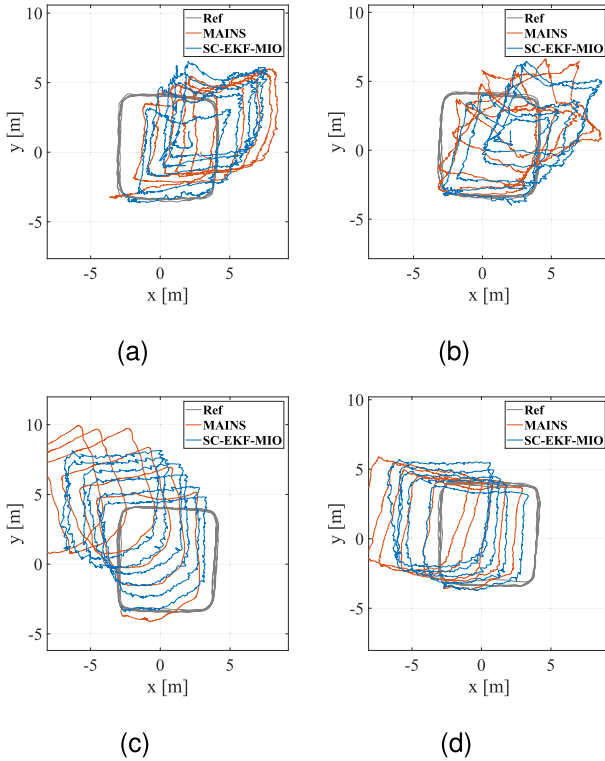 10
5
0
-5
y [m]
-5
0
5
x [m]
Ref
MAINS
SC-EKF-MIO
(a)
10
5
0
-5
y [m]
-5
0
5
x [m]
Ref
MAINS
SC-EKF-MIO
(b)
10
5
0
-5
y [m]
-5
0
5
x [m]
Ref
MAINS
SC-EKF-MIO
(c)
10
5
0
-5
y [m]
-5
0
5
x [m]
Ref
MAINS
SC-EKF-MIO
(d)